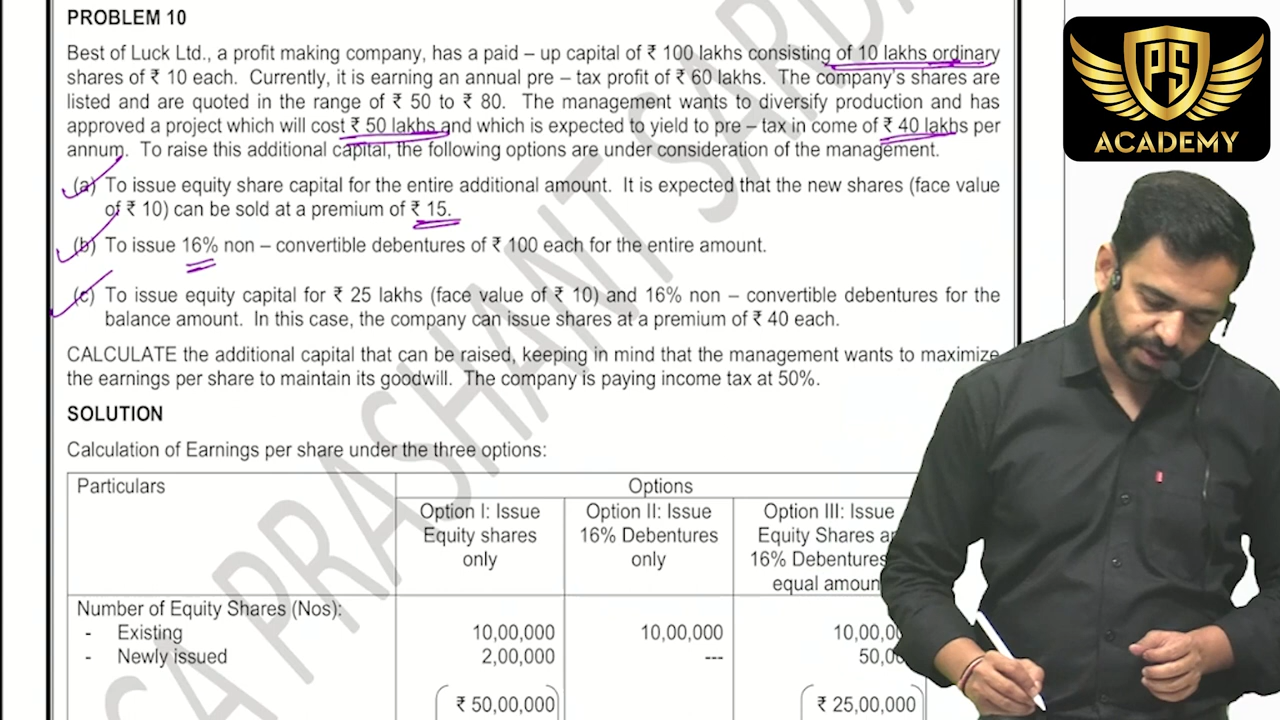 PROBLEM 10
Best of Luck Ltd., a profit making company, has a paid – up capital of ₹ 100 lakhs consisting of 10 lakhs ordinary
shares of ₹ 10 each. Currently, it is earning an annual pre – tax profit of ₹ 60 lakhs. The company's shares are
listed and are quoted in the range of ₹ 50 to ₹ 80. The management wants to diversify production and has
approved a project which will cost ₹ 50 lakhs and which is expected to yield to pre – tax in come of ₹ 40 lakhs per
annum. To raise this additional capital, the following options are under consideration of the management.
(a) To issue equity share capital for the entire additional amount. It is expected that the new shares (face value
of ₹ 10) can be sold at a premium of ₹ 15.
(b) To issue 16% non – convertible debentures of ₹ 100 each for the entire amount.
(c) To issue equity capital for ₹ 25 lakhs (face value of ₹ 10) and 16% non – convertible debentures for the
balance amount. In this case, the company can issue shares at a premium of ₹ 40 each.
CALCULATE the additional capital that can be raised, keeping in mind that the management wants to maximize
the earnings per share to maintain its goodwill. The company is paying income tax at 50%.
SOLUTION
Calculation of Earnings per share under the three options:
Particulars Options
Option I: Issue Option II: Issue Option III: Issue
Equity shares 16% Debentures Equity Shares
only only 16% Debentures
equal
Number of Equity Shares (Nos):
- Existing 10,00,000 10,00,000 10,00,0
- Newly issued 2,00,000 --- 50,0
₹ 50,00,000 ₹ 25,00,000
CA PRASHANT SARDA
PS
ACADEMY